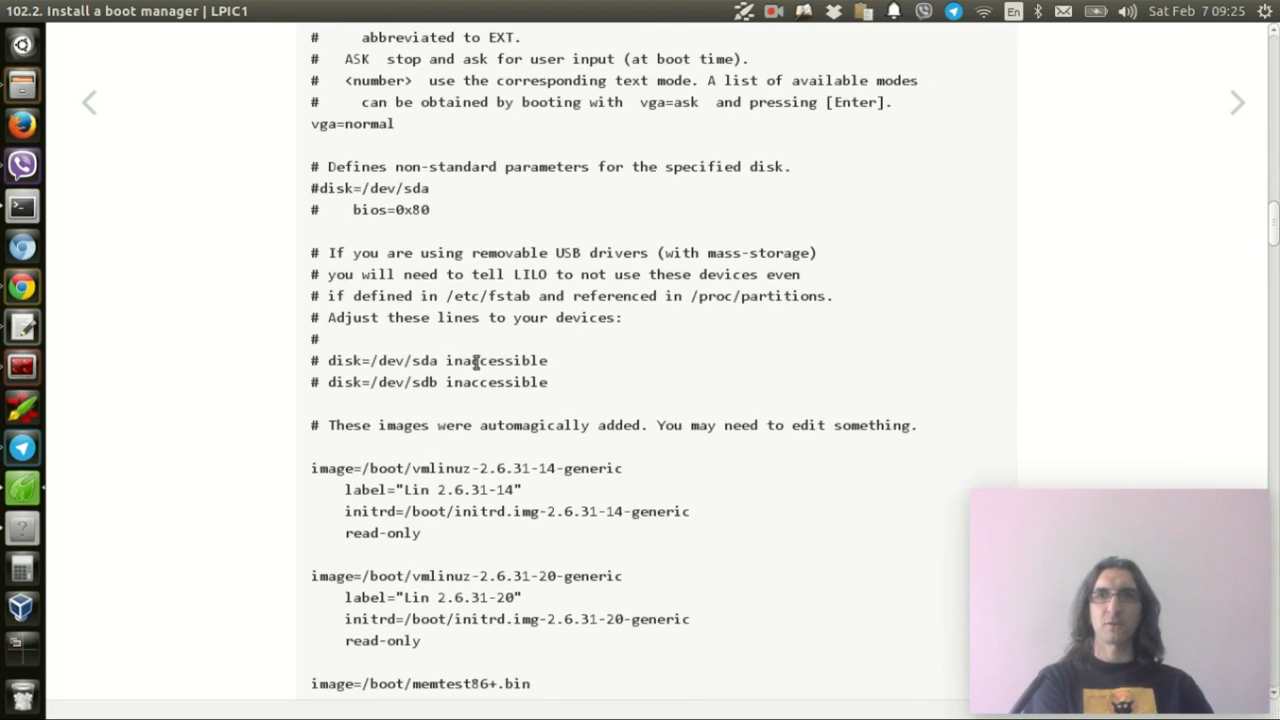 102.2. Install a boot manager | LPIC1
En
Sat Feb 7 09:25
#     abbreviated to EXT.
#   ASK  stop and ask for user input (at boot time).
#   <number>  use the corresponding text mode. A list of available modes
#     can be obtained by booting with  vga=ask  and pressing [Enter].
vga=normal
# Defines non-standard parameters for the specified disk.
#disk=/dev/sda
#    bios=0x80
# If you are using removable USB drivers (with mass-storage)
# you will need to tell LILO to not use these devices even
# if defined in /etc/fstab and referenced in /proc/partitions.
# Adjust these lines to your devices:
#
# disk=/dev/sda inaccessible
# disk=/dev/sdb inaccessible
# These images were automagically added. You may need to edit something.
image=/boot/vmlinuz-2.6.31-14-generic
    label="Lin 2.6.31-14"
    initrd=/boot/initrd.img-2.6.31-14-generic
    read-only
image=/boot/vmlinuz-2.6.31-20-generic
    label="Lin 2.6.31-20"
    initrd=/boot/initrd.img-2.6.31-20-generic
    read-only
image=/boot/memtest86+.bin